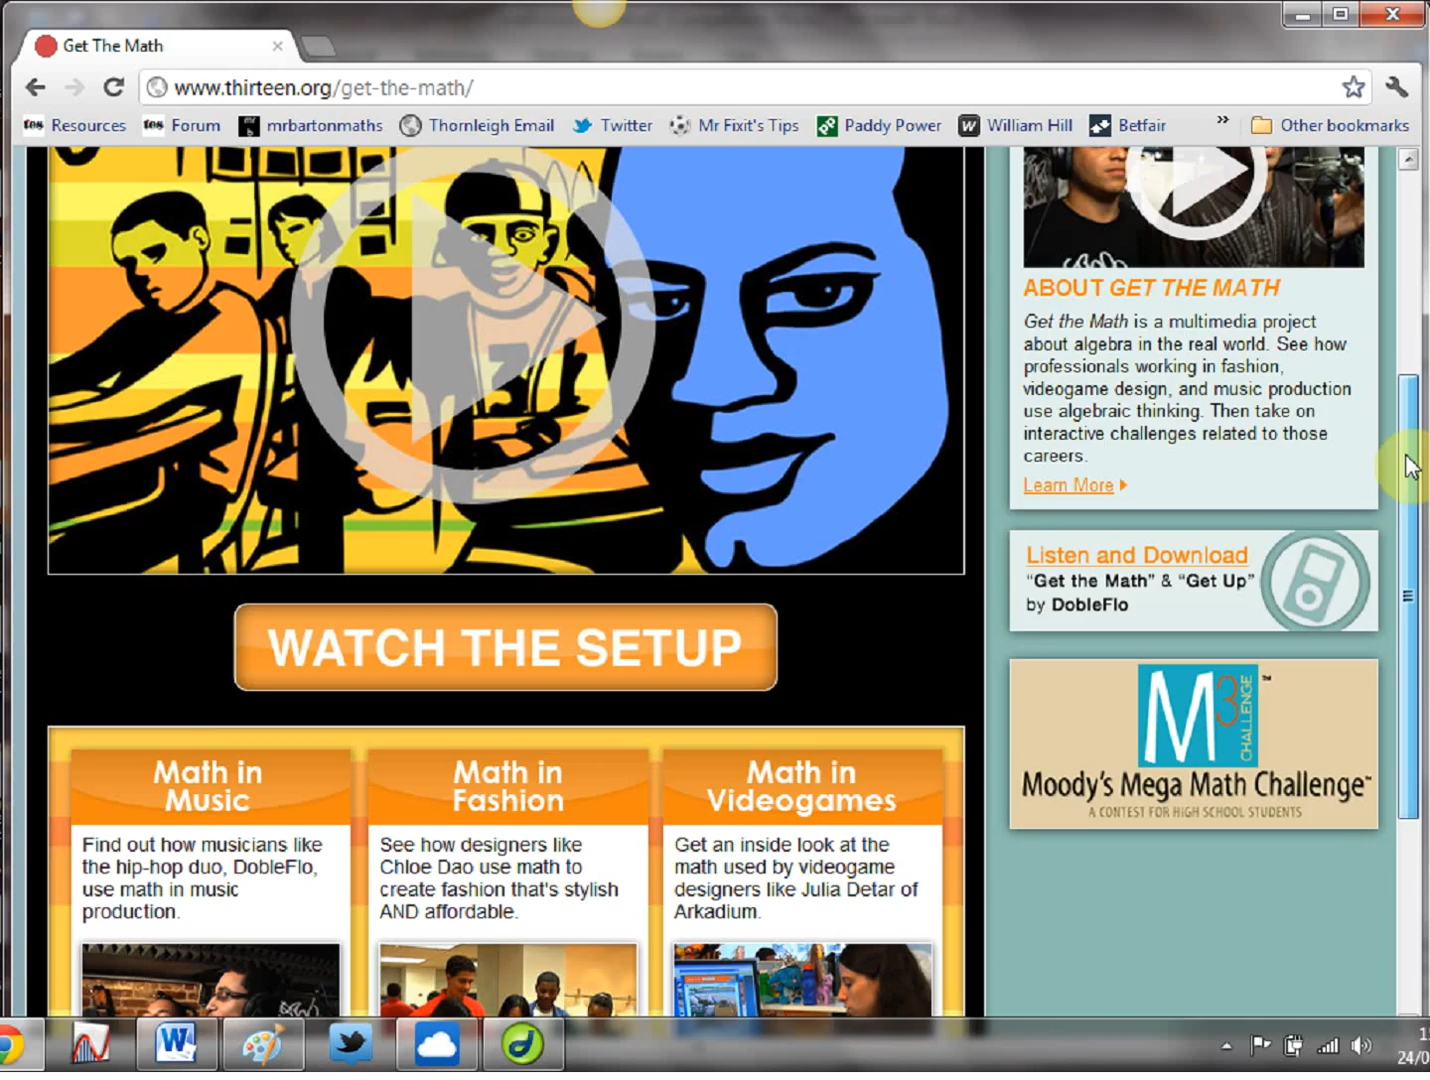 Get The Math
www.thirteen.org/get-the-math/
tes Resources
tes Forum
mrbartonmaths
Thornleigh Email
Twitter
Mr Fixit's Tips
Paddy Power
W William Hill
Betfair
»
Other bookmarks
WATCH THE SETUP
Math in
Music
Find out how musicians like
the hip-hop duo, DobleFlo,
use math in music
production.
Math in
Fashion
See how designers like
Chloe Dao use math to
create fashion that's stylish
AND affordable.
Math in
Videogames
Get an inside look at the
math used by videogame
designers like Julia Detar of
Arkadium.
ABOUT GET THE MATH
Get the Math is a multimedia project
about algebra in the real world. See how
professionals working in fashion,
videogame design, and music production
use algebraic thinking. Then take on
interactive challenges related to those
careers.
Learn More
Listen and Download
“Get the Math” & “Get Up”
by DobleFlo
M3
CHALLENGE
™
Moody's Mega Math Challenge™
A CONTEST FOR HIGH SCHOOL STUDENTS
W
d